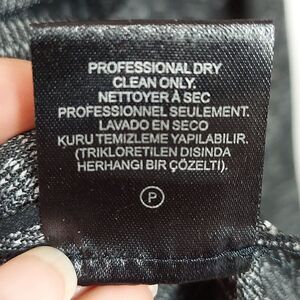 PROFESSIONAL DRY
CLEAN ONLY.
NETTOYER À SEC
PROFESSIONNEL SEULEMENT.
LAVADO EN SECO
KURU TEMIZLEME YAPILABILIR.
(TRIKLORETILEN DISINDA
HERHANGI BIR ÇÖZELTI).
P